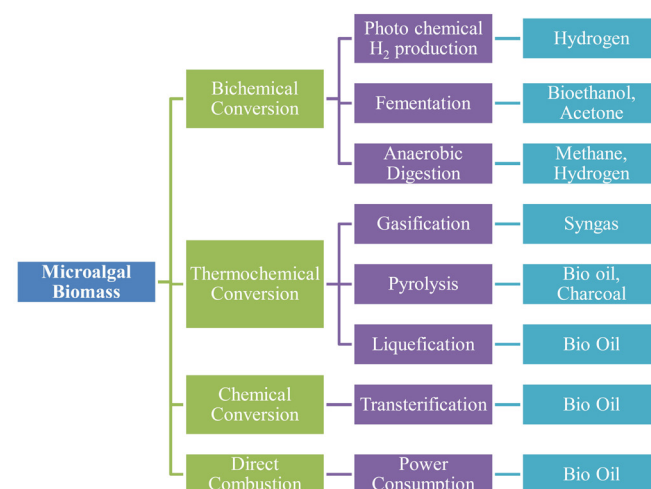 Photo chemical
H₂ production
Hydrogen
Bichemical
Conversion
Fementation
Bioethanol,
Acetone
Anaerobic
Digestion
Methane,
Hydrogen
Gasification
Syngas
Microalgal
Biomass
Thermochemical
Conversion
Pyrolysis
Bio oil,
Charcoal
Liquefication
Bio Oil
Chemical
Conversion
Transterification
Bio Oil
Direct
Combustion
Power
Consumption
Bio Oil